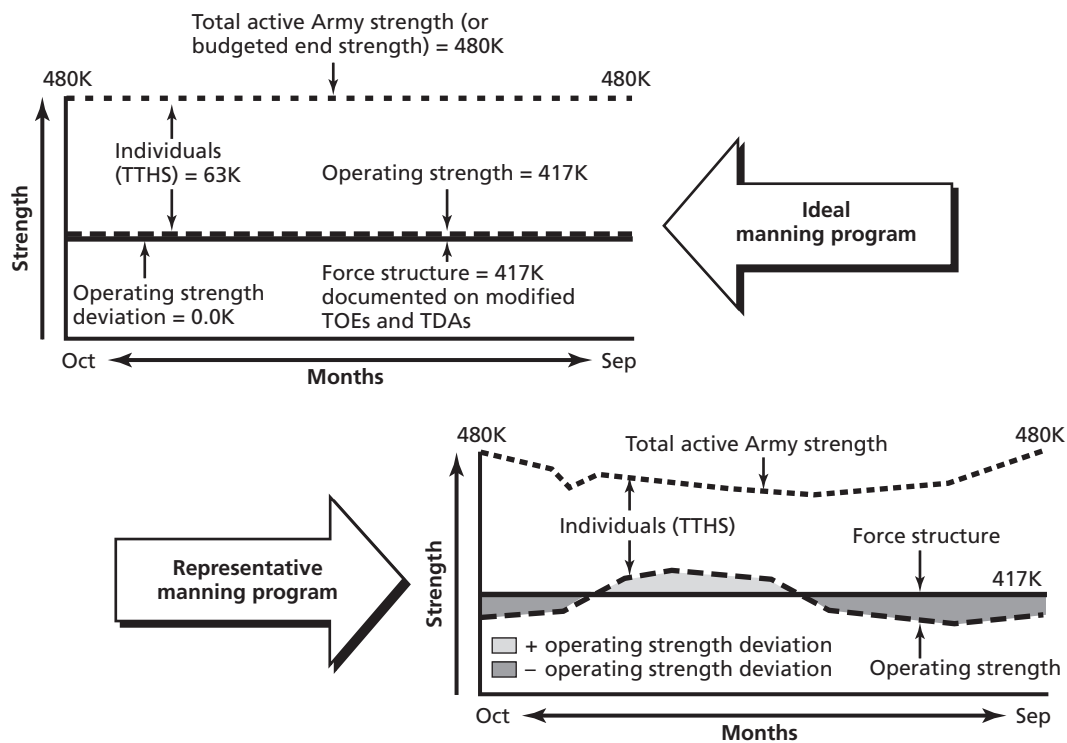 Total active Army strength (or
budgeted end strength) = 480K
480K
480K
Individuals
(TTHS) = 63K
Operating strength = 417K
Strength
Operating strength
deviation = 0.0K
Force structure = 417K
documented on modified
TOEs and TDAs
Oct
Sep
Months
Ideal
manning program
Representative
manning program
480K
Total active Army strength
480K
Individuals (TTHS)
Force structure
417K
Strength
+ operating strength deviation
– operating strength deviation
Operating strength
Oct
Sep
Months